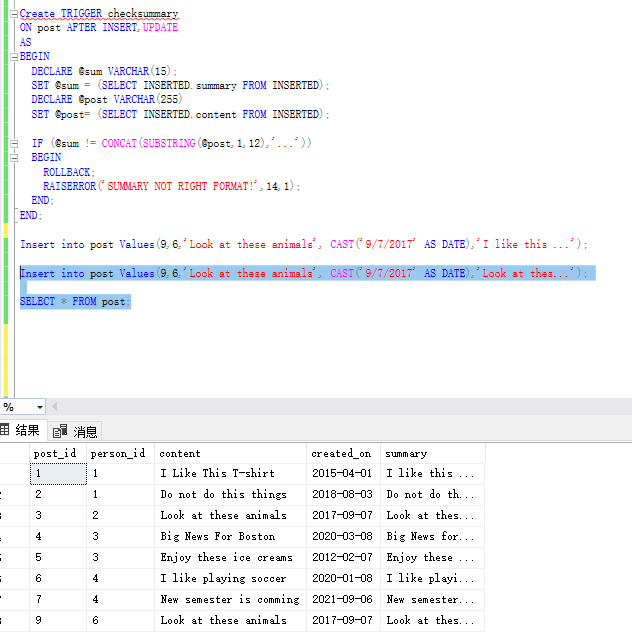 Create TRIGGER checksummary
ON post AFTER INSERT,UPDATE
AS
BEGIN
DECLARE @sum VARCHAR(15);
SET @sum = (SELECT INSERTED.summary FROM INSERTED);
DECLARE @post VARCHAR(255)
SET @post= (SELECT INSERTED.content FROM INSERTED);
IF (@sum != CONCAT(SUBSTRING(@post,1,12),'...'))
BEGIN
ROLLBACK;
RAISERROR('SUMMARY NOT RIGHT FORMAT!',14,1);
END;
END;
Insert into post Values(9,6,'Look at these animals', CAST('9/7/2017' AS DATE),'I like this ...');
Insert into post Values(9,6,'Look at these animals', CAST('9/7/2017' AS DATE),'Look at thes...');
SELECT * FROM post;
%
结果 消息
post_id person_id content created_on summary
1 1 I Like This T-shirt 2015-04-01 I like this ...
2 1 Do not do this things 2018-08-03 Do not do th...
3 2 Look at these animals 2017-09-07 Look at thes...
4 3 Big News For Boston 2020-03-08 Big News for...
5 3 Enjoy these ice creams 2012-02-07 Enjoy these ...
6 4 I like playing soccer 2020-01-08 I like playi...
7 4 New semester is comming 2021-09-06 New semester...
9 6 Look at these animals 2017-09-07 Look at thes...